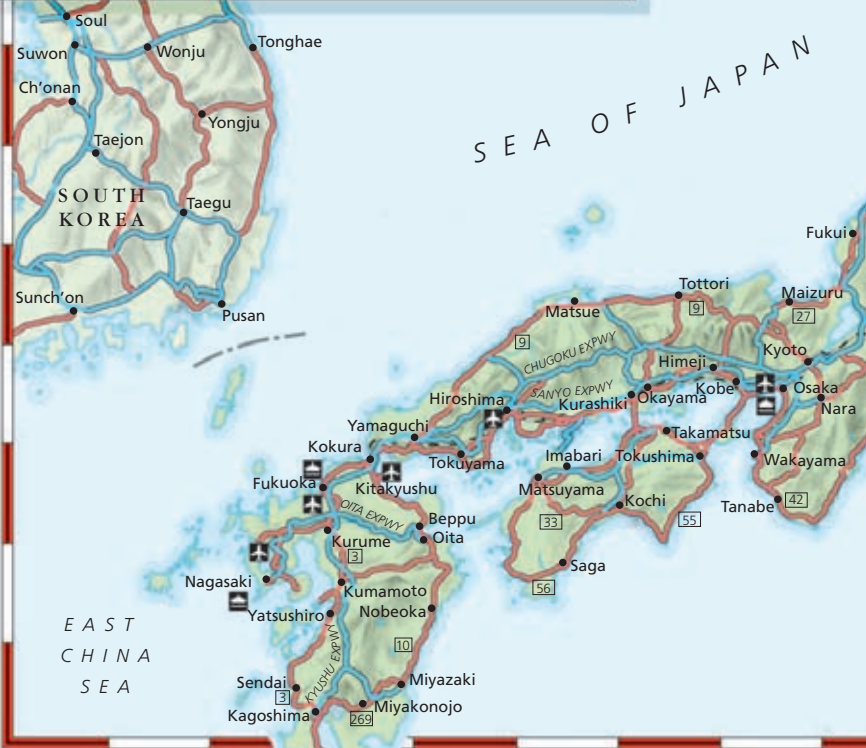 Soul
Suwon
Wonju
Tonghae
Ch'onan
Yongju
Taejon
SOUTH
KOREA
Taegu
Sunch'on
Pusan
SEA OF JAPAN
Fukui
Tottori
9
Maizuru
27
Matsue
9
CHUGOKU EXPWY
Himeji
Kyoto
SANYO EXPWY
Hiroshima
Kurashiki
Okayama
Kobe
Osaka
Nara
Yamaguchi
Takamatsu
Kokura
Tokuyama
Imabari
Tokushima
Wakayama
Fukuoka
Kitakyushu
Matsuyama
Kochi
Tanabe
42
OITA EXPWY
Beppu
Oita
33
55
Kurume
3
Saga
56
Nagasaki
Kumamoto
Yatsushiro
Nobeoka
EAST
CHINA
SEA
KYUSHU EXPWY
10
Sendai
3
Miyazaki
Kagoshima
Miyakonojo
269